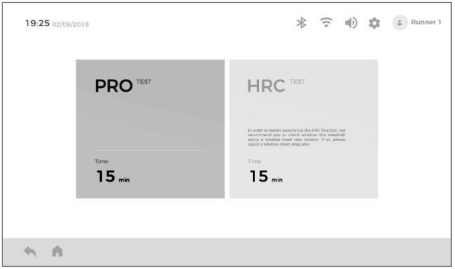 19:25 02/08/2019
Runner 1
PRO TEST
Time
15 min
HRC TEST
In order to better experience the HRC function, we
recommend you to check whether the treadmill
equip a wireless heart rate receiver. If so, please
equip a wireless chest strap also.
Time
15 min